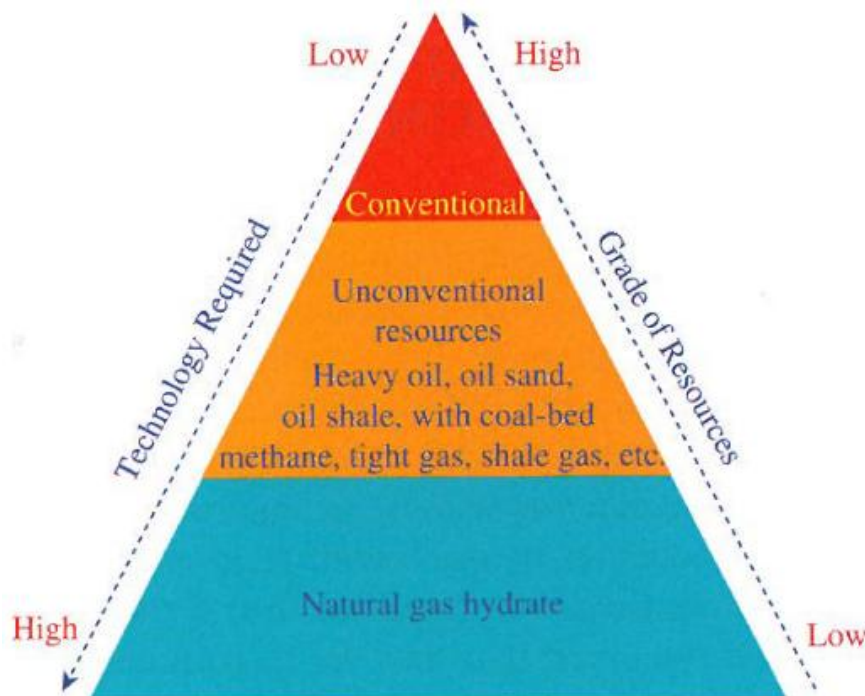 Low
High
Conventional
Technology Required
Grade of Resources
Unconventional
resources
Heavy oil, oil sand,
oil shale, with coal-bed
methane, tight gas, shale gas, etc.
Natural gas hydrate
High
Low